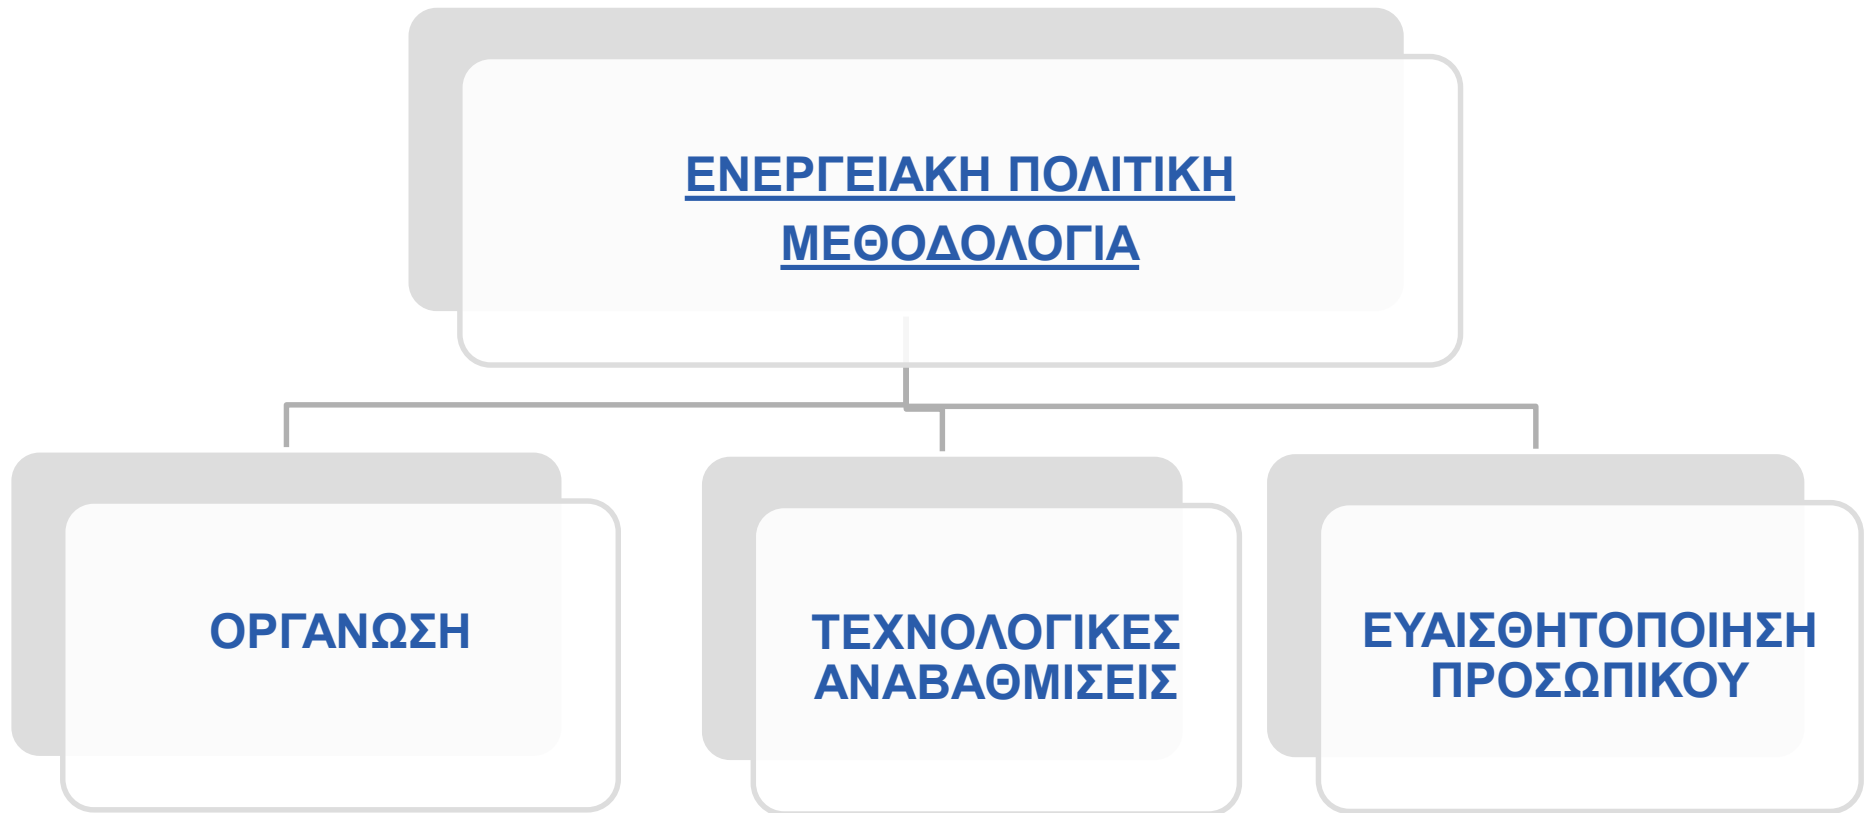 ΕΝΕΡΓΕΙΑΚΗ ΠΟΛΙΤΙΚΗ
ΜΕΘΟΔΟΛΟΓΙΑ
ΟΡΓΑΝΩΣΗ
ΤΕΧΝΟΛΟΓΙΚΕΣ
ΑΝΑΒΑΘΜΙΣΕΙΣ
ΕΥΑΙΣΘΗΤΟΠΟΙΗΣΗ
ΠΡΟΣΩΠΙΚΟΥ